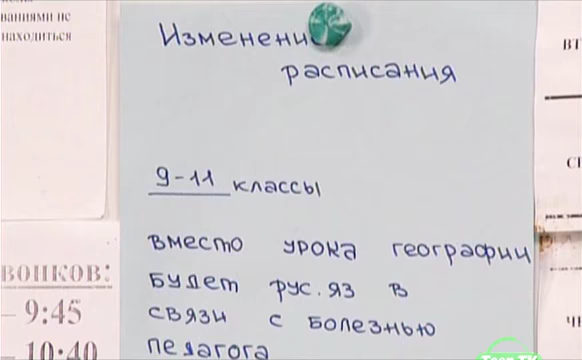 ваниями не
находиться
Изменени
расписания
9-11 классы
вместо урока географии
будет рус.яз в
связи с болезнью
педагога
вонков:
– 9:45
– 10:40
ВТ